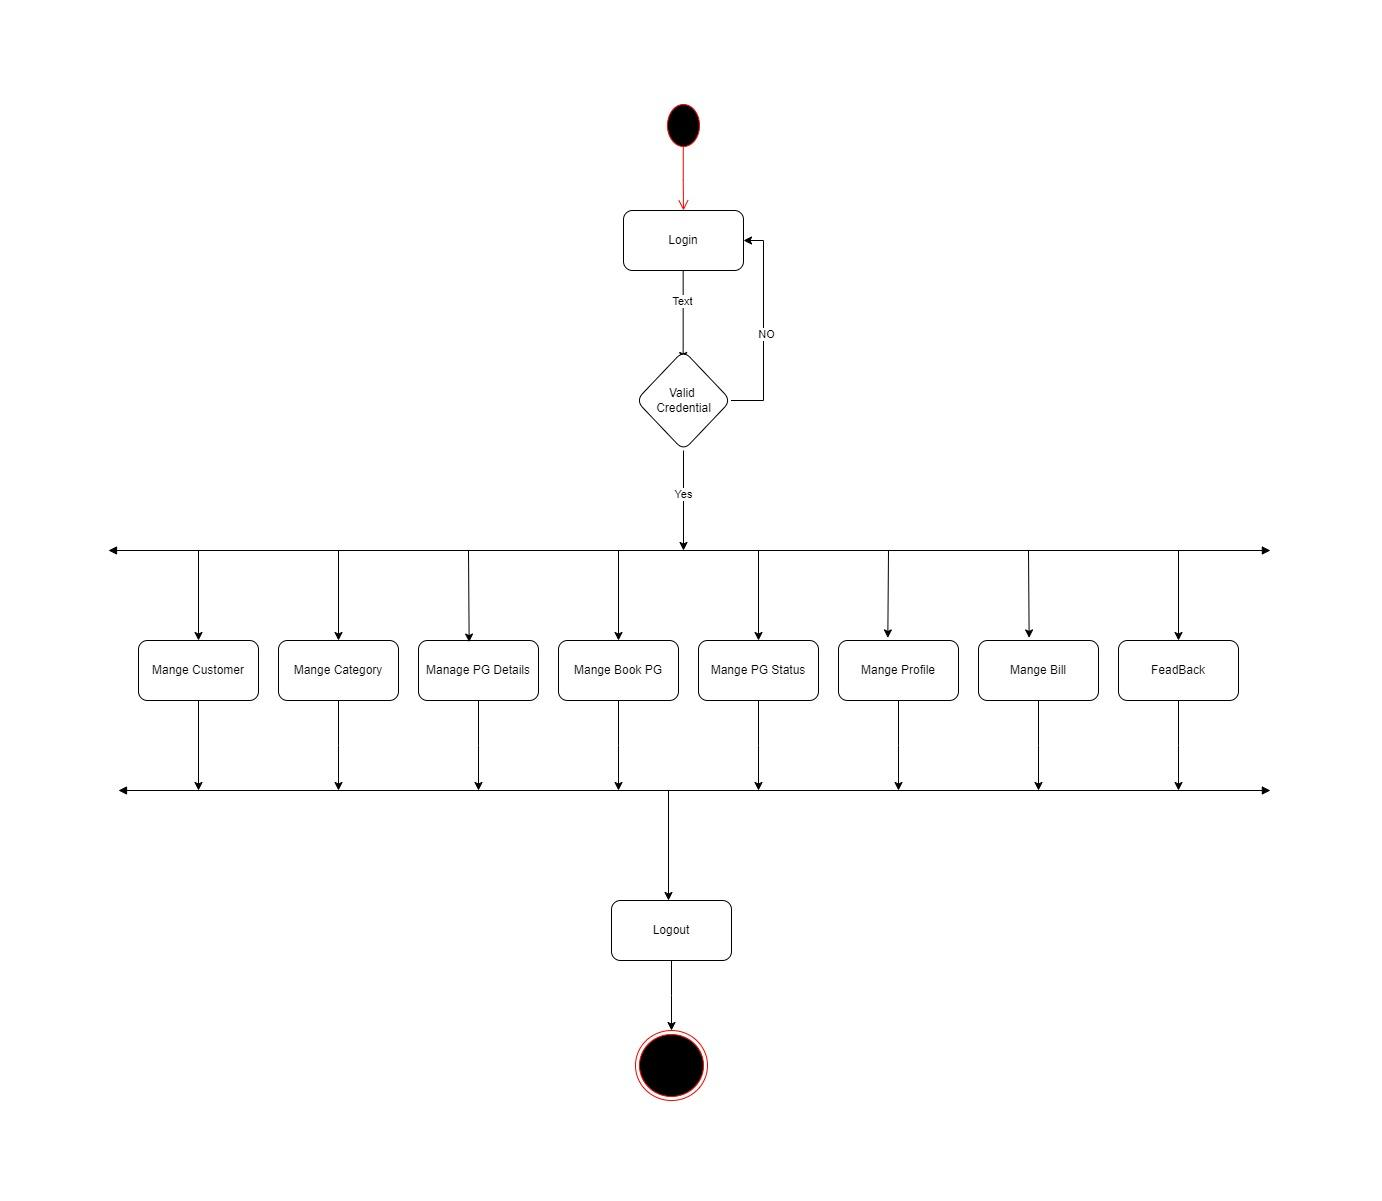 Login
Text
NO
Valid
Credential
Yes
Mange Customer
Mange Category
Manage PG Details
Mange Book PG
Mange PG Status
Mange Profile
Mange Bill
FeadBack
Logout